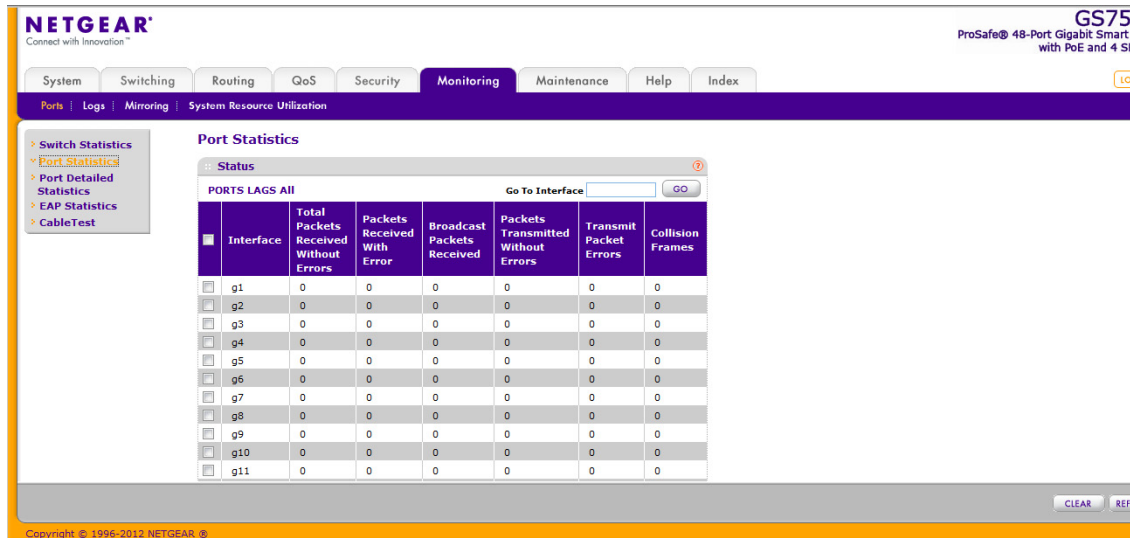 NETGEAR®
Connect with Innovation™
GS75
ProSafe® 48-Port Gigabit Smart
with PoE and 4 S
System Switching Routing QoS Security Monitoring Maintenance Help Index
LO
Ports Logs Mirroring System Resource Utilization
Switch Statistics
Port Statistics
Port Detailed
Statistics
EAP Statistics
CableTest
Port Statistics
Status
PORTS LAGS All Go To Interface GO
Interface Total Packets Received Without Errors Packets Received With Error Broadcast Packets Received Packets Transmitted Without Errors Transmit Packet Errors Collision Frames
g1 0 0 0 0 0 0
g2 0 0 0 0 0 0
g3 0 0 0 0 0 0
g4 0 0 0 0 0 0
g5 0 0 0 0 0 0
g6 0 0 0 0 0 0
g7 0 0 0 0 0 0
g8 0 0 0 0 0 0
g9 0 0 0 0 0 0
g10 0 0 0 0 0 0
g11 0 0 0 0 0 0
CLEAR REF
Copyright © 1996-2012 NETGEAR ®